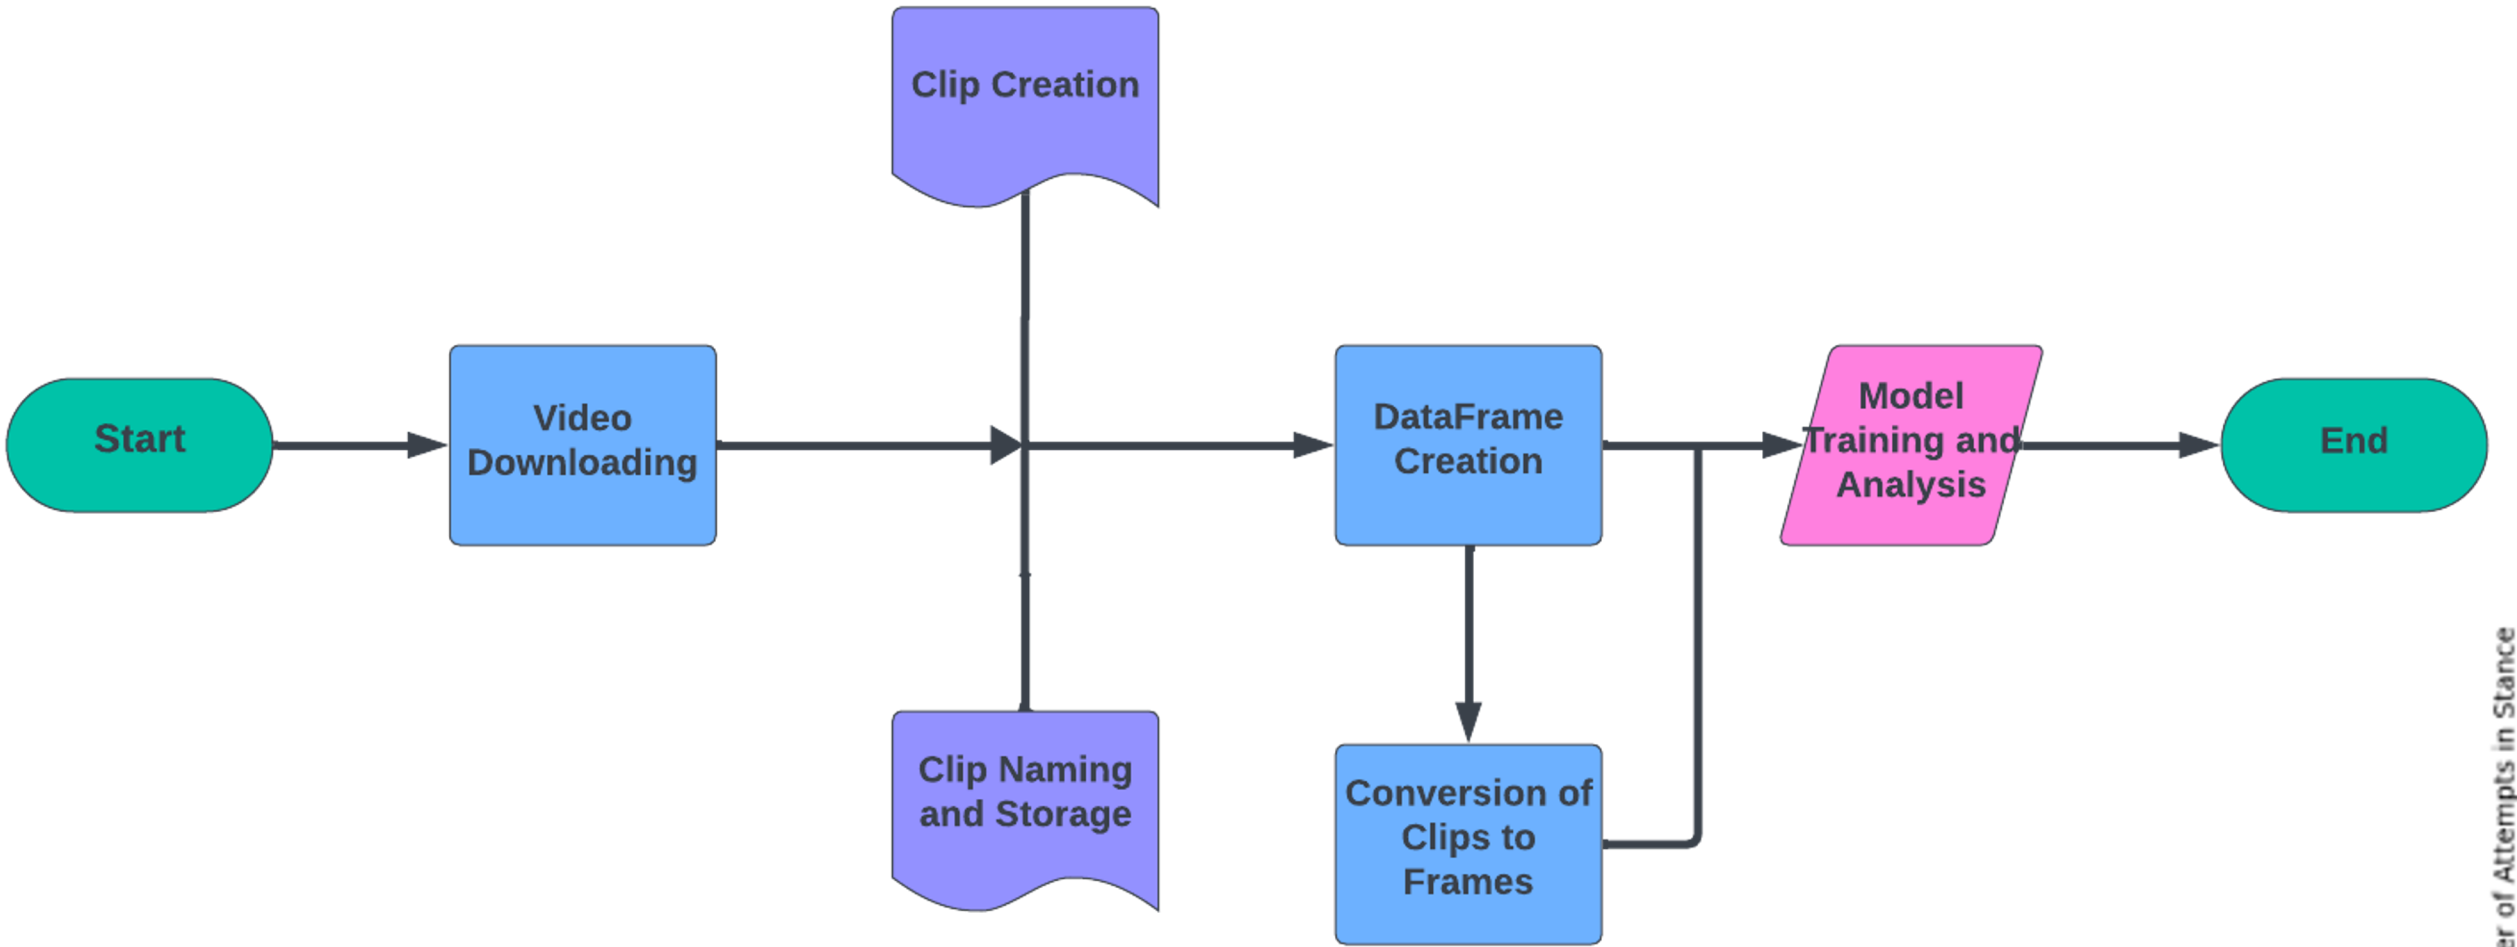 Clip Creation
Start
Video
Downloading
DataFrame
Creation
Model
Training and
Analysis
End
Clip Naming
and Storage
Conversion of
Clips to
Frames
of Attempts in Stance